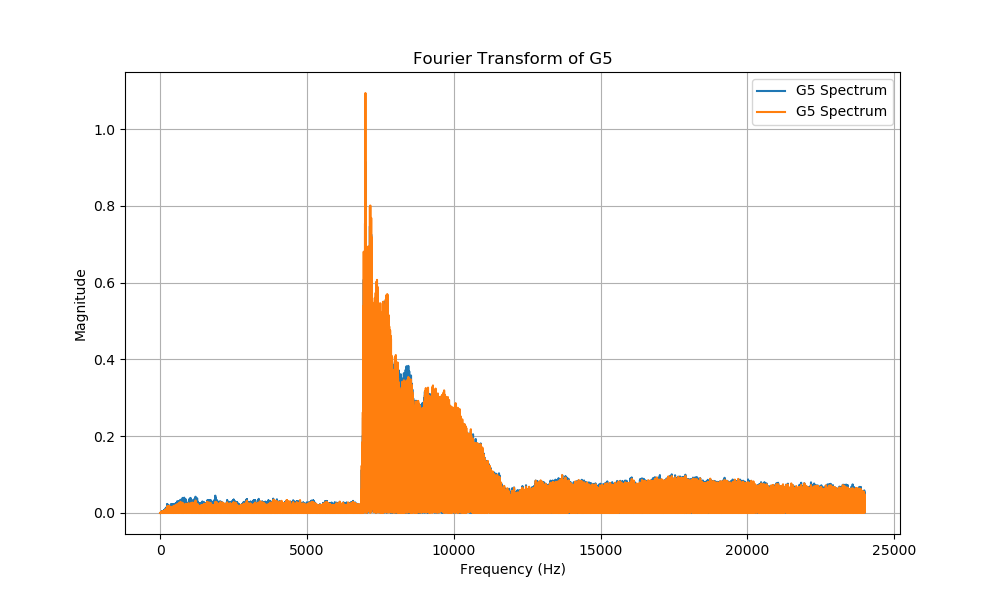 Fourier Transform of G5
G5 Spectrum
G5 Spectrum
1.0
0.8
0.6
0.4
0.2
0.0
Magnitude
0
5000
10000
15000
20000
25000
Frequency (Hz)